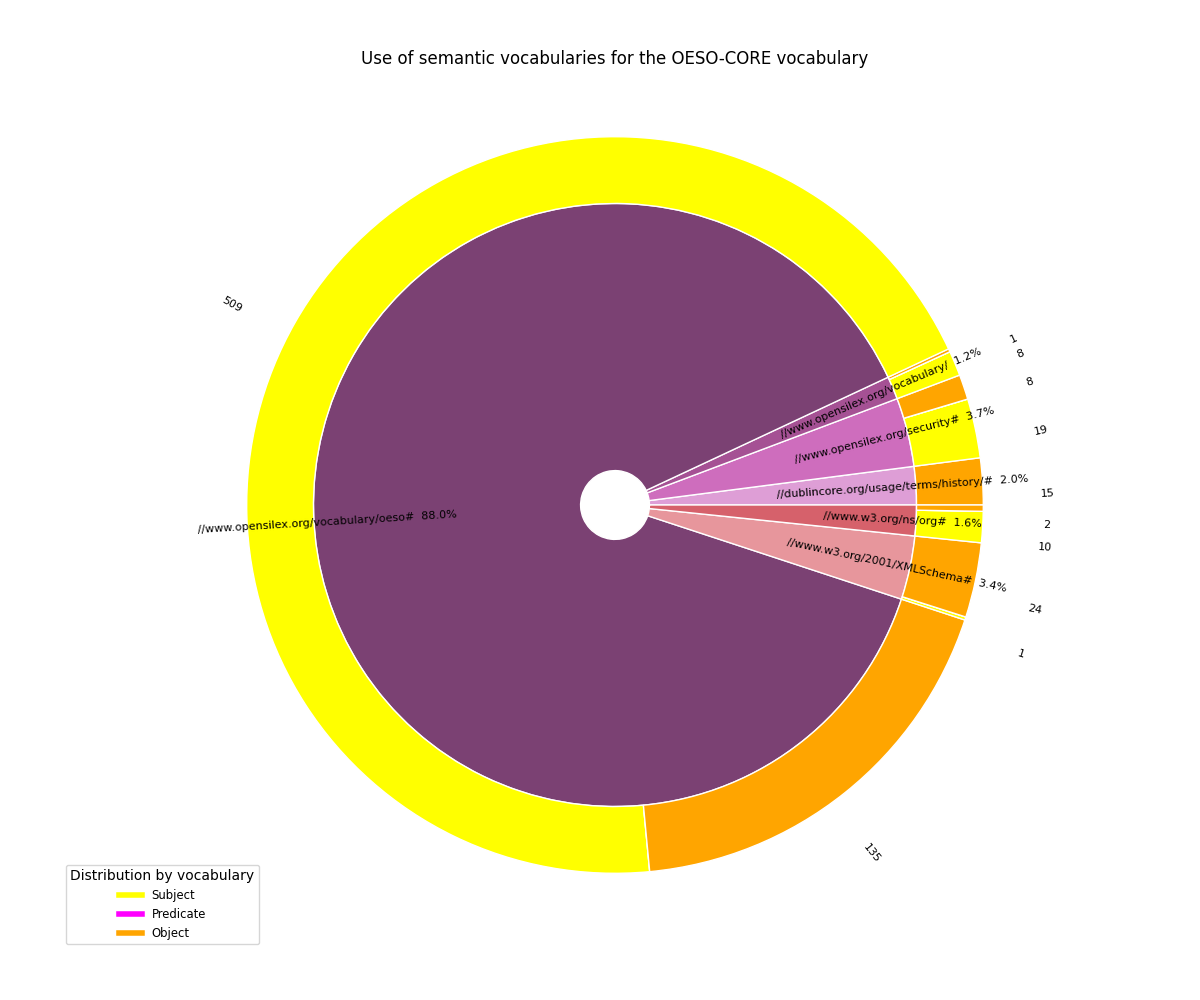 Use of semantic vocabularies for the OESO-CORE vocabulary
509
1
8
//www.opensilex.org/vocabulary/ 1.2%
8
//www.opensilex.org/security# 3.7%
19
//dublincore.org/usage/terms/history/# 2.0%
15
//www.opensilex.org/vocabulary/oeso# 88.0%
//www.w3.org/ns/org# 1.6%
2
10
//www.w3.org/2001/XMLSchema# 3.4%
24
1
135
Distribution by vocabulary
Subject
Predicate
Object